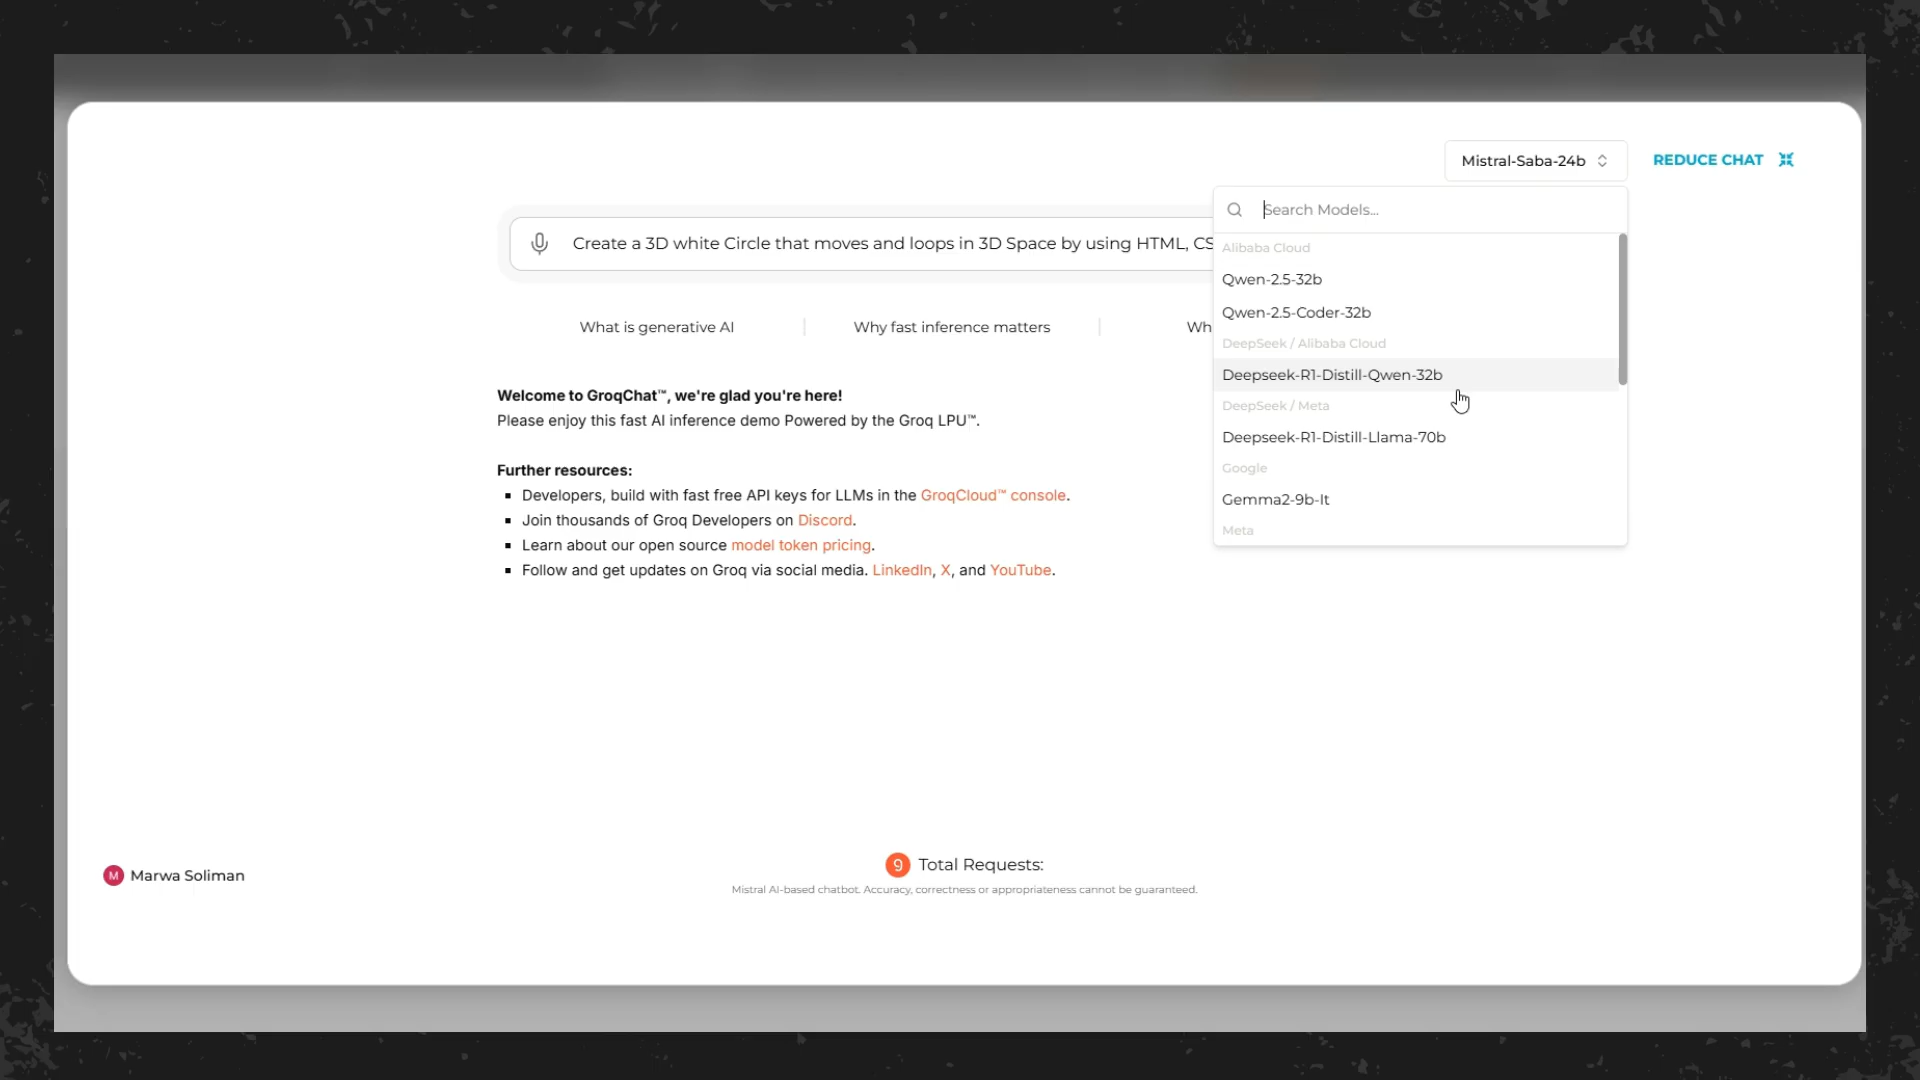 Mistral-Saba-24b
REDUCE CHAT
Search Models...
Create a 3D white Circle that moves and loops in 3D Space by using HTML, CS
Alibaba Cloud
Qwen-2.5-32b
Qwen-2.5-Coder-32b
DeepSeek / Alibaba Cloud
Deepseek-R1-Distill-Qwen-32b
DeepSeek / Meta
Deepseek-R1-Distill-Llama-70b
Google
Gemma2-9b-It
Meta
What is generative AI
Why fast inference matters
Wh
Welcome to GroqChat™, we're glad you're here!
Please enjoy this fast AI inference demo Powered by the Groq LPU™.
Further resources:
▪ Developers, build with fast free API keys for LLMs in the GroqCloud™ console.
▪ Join thousands of Groq Developers on Discord.
▪ Learn about our open source model token pricing.
▪ Follow and get updates on Groq via social media. LinkedIn, X, and YouTube.
M Marwa Soliman
9 Total Requests:
Mistral AI-based chatbot. Accuracy, correctness or appropriateness cannot be guaranteed.